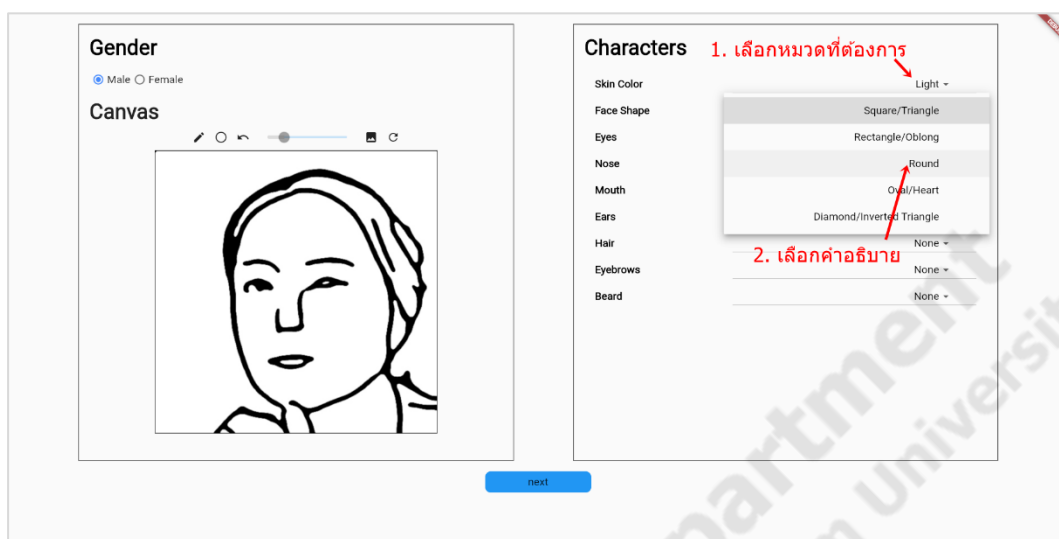 Gender
Male Female
Canvas
Characters
1. เลือกหมวดที่ต้องการ
Skin Color Light
Face Shape Square/Triangle
Eyes Rectangle/Oblong
Nose Round
Mouth Oval/Heart
Ears Diamond/Inverted Triangle
Hair None
2. เลือกคำอธิบาย
Eyebrows None
Beard None
next